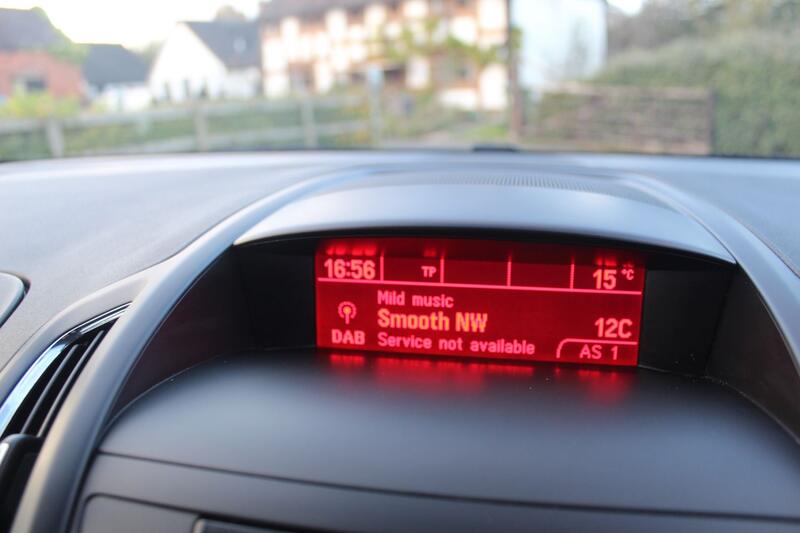 16:56 TP 15 °C
Mild music
Smooth NW 12C
DAB Service not available AS 1